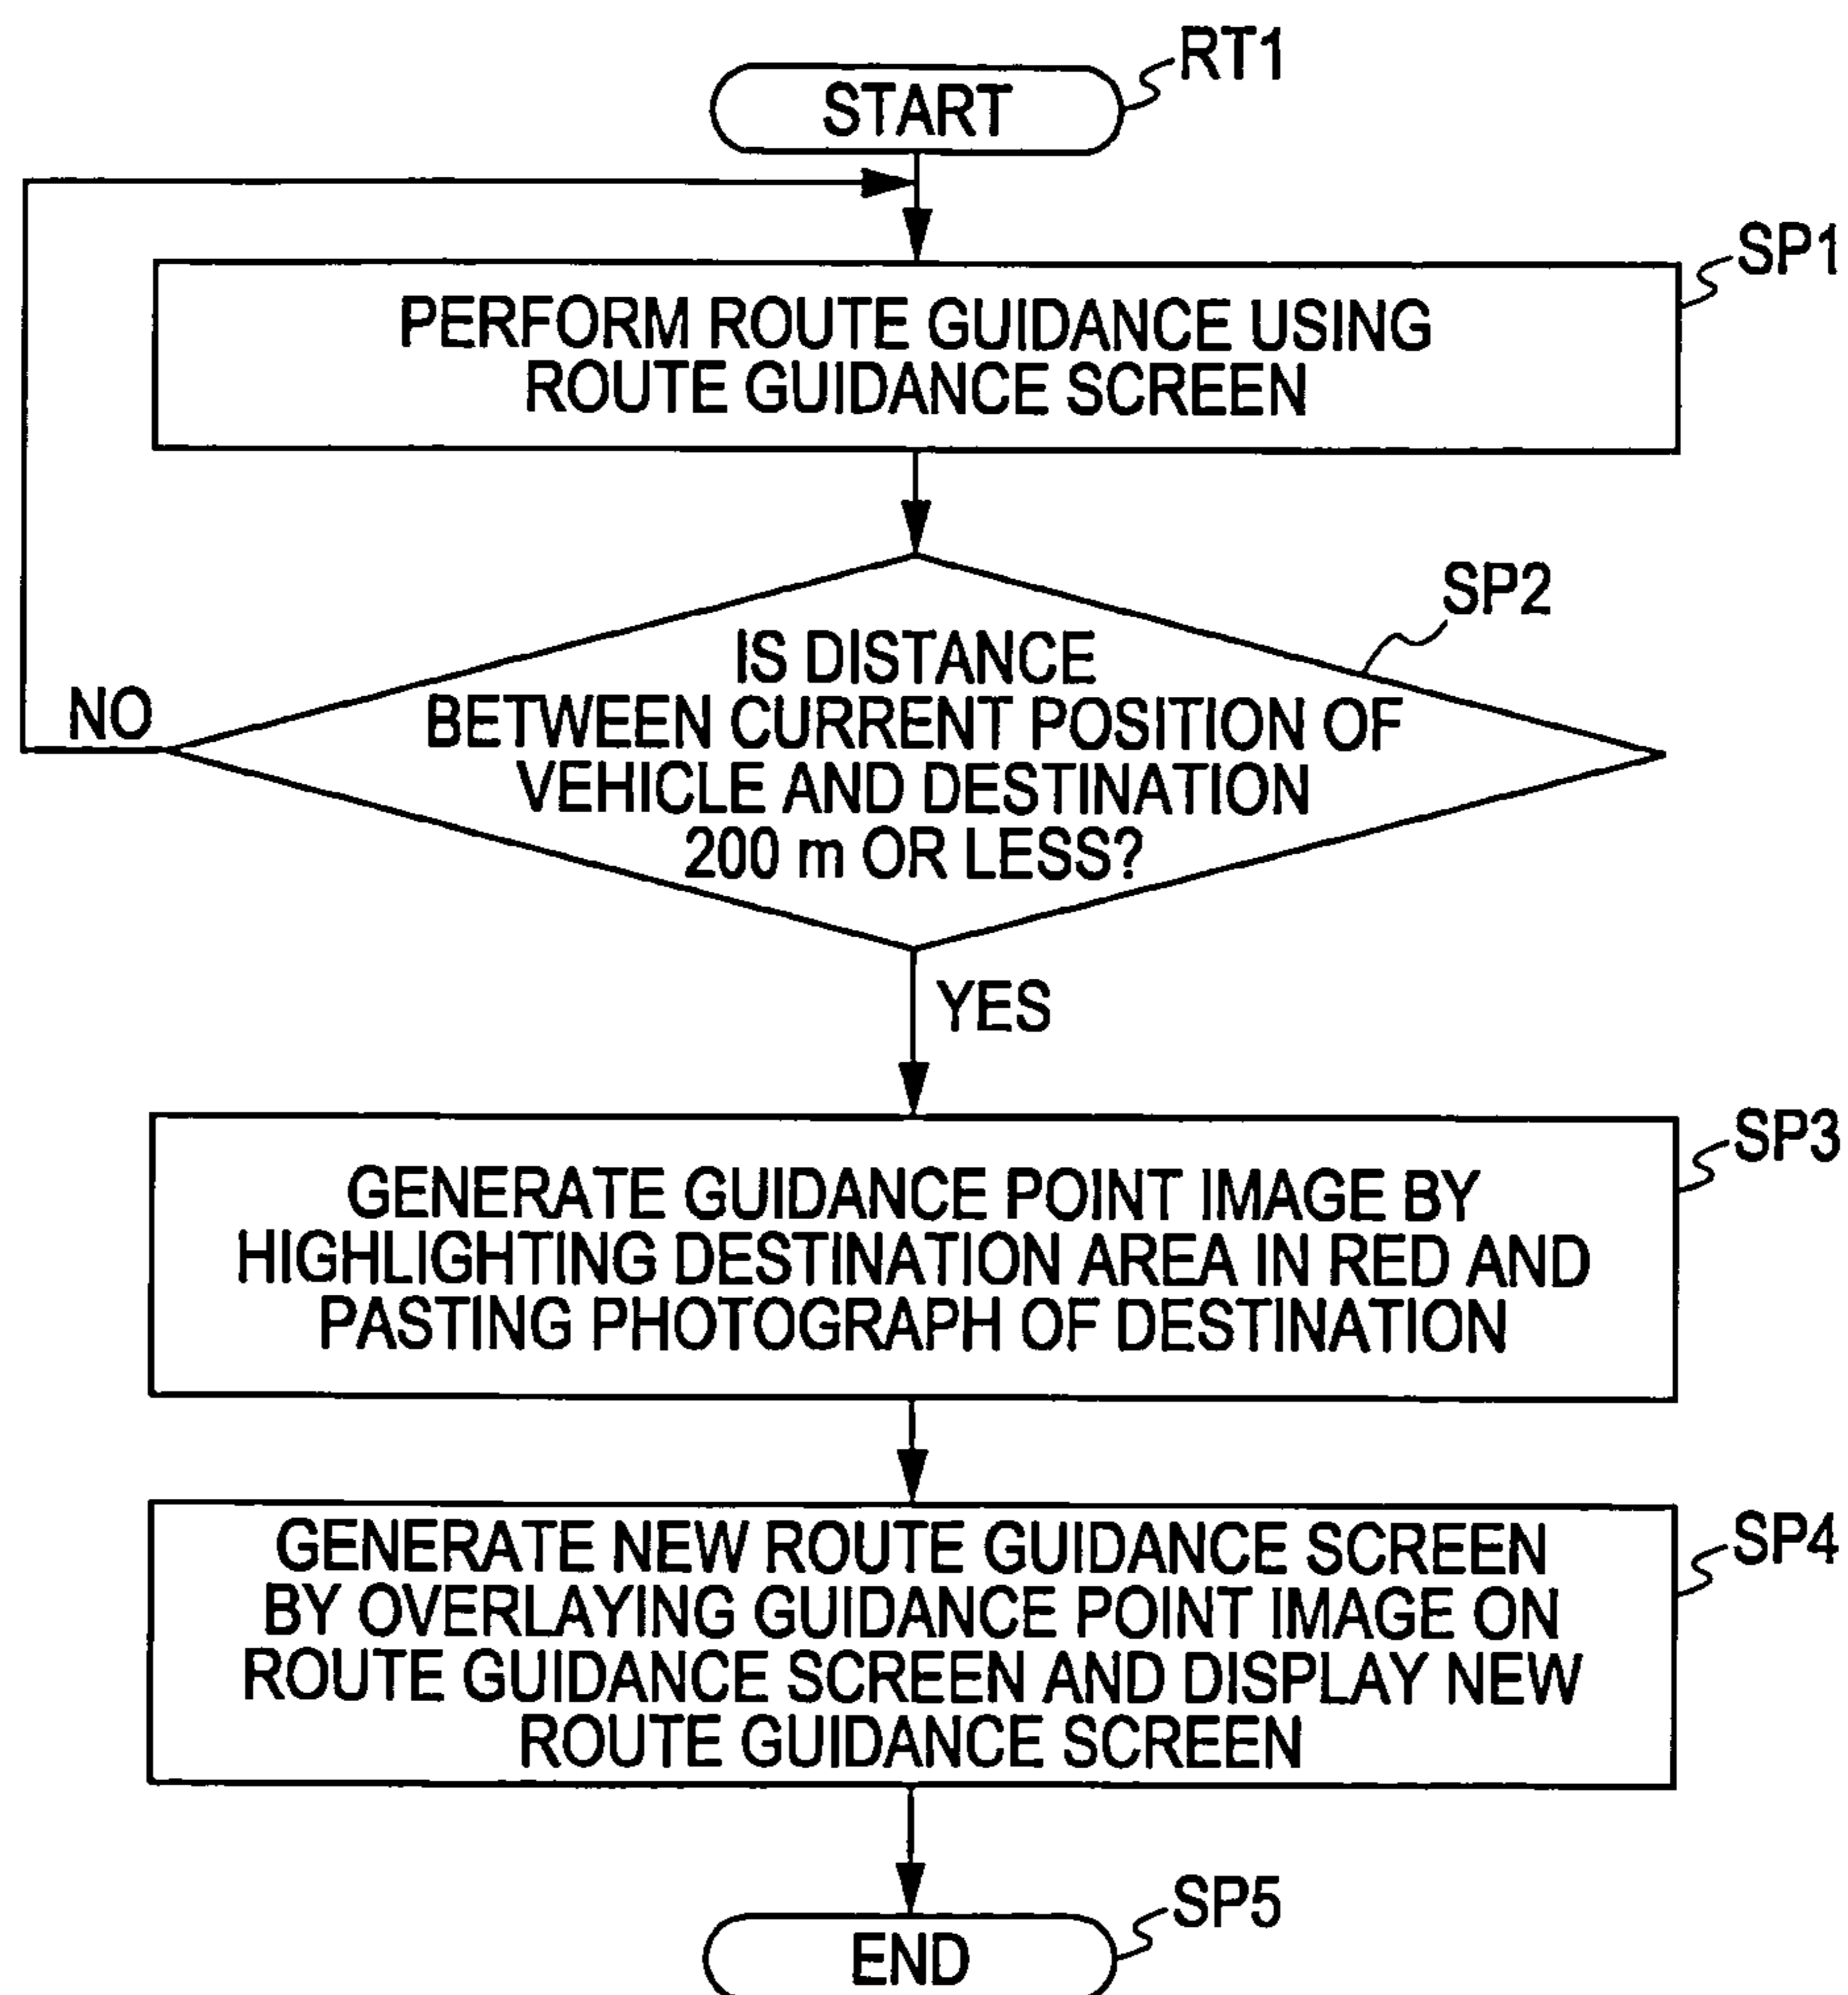 RT1
START
SP1
PERFORM ROUTE GUIDANCE USING
ROUTE GUIDANCE SCREEN
SP2
IS DISTANCE
BETWEEN CURRENT POSITION OF
VEHICLE AND DESTINATION
200 m OR LESS?
NO
YES
SP3
GENERATE GUIDANCE POINT IMAGE BY
HIGHLIGHTING DESTINATION AREA IN RED AND
PASTING PHOTOGRAPH OF DESTINATION
SP4
GENERATE NEW ROUTE GUIDANCE SCREEN
BY OVERLAYING GUIDANCE POINT IMAGE ON
ROUTE GUIDANCE SCREEN AND DISPLAY NEW
ROUTE GUIDANCE SCREEN
SP5
END